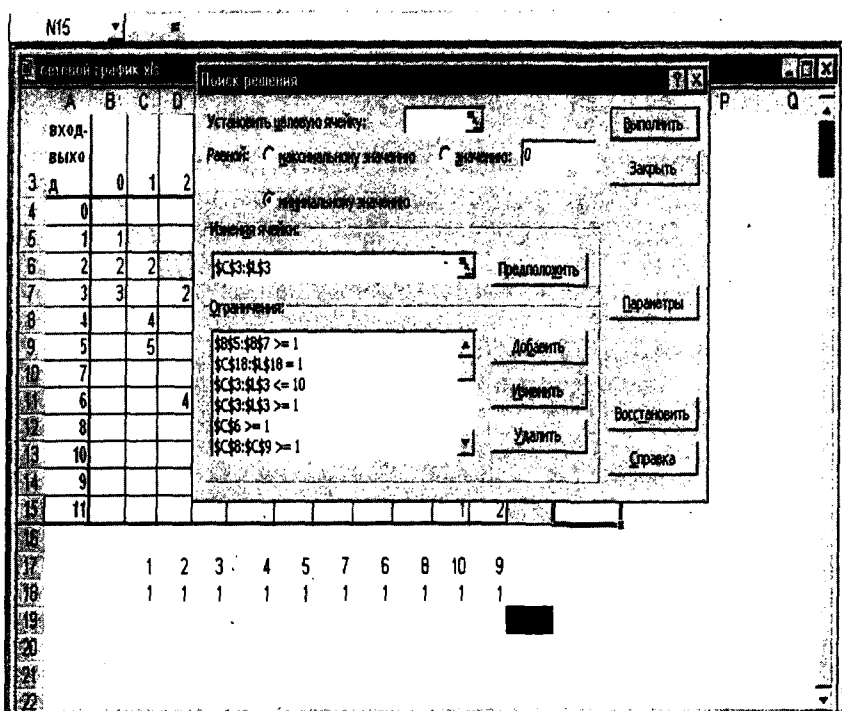 N15 =
сетевой график.xls
Поиск решения
A B C D P Q
Установить целевую ячейку:
Выполнить
Равной: максимальному значению значению: 0
Закрыть
минимальному значению
Изменяя ячейки:
$C$3:$L$3
Предположить
Ограничения:
Параметры
$B$5:$B$7 >= 1
Добавить
$C$18:$L$18 = 1
$C$3:$L$3 <= 10
Изменить
$C$3:$L$3 >= 1
Восстановить
$C$6 >= 1
Удалить
$C$8:$C$9 >= 1
Справка
вход-
выхо
3 д 0 1 2
4 0
5 1 1
6 2 2 2
7 3 3 2
8 4 4
9 5 5
10 7
11 6 4
12 8
13 10
14 9
15 11 1 2
16
17 1 2 3 4 5 7 6 8 10 9
18 1 1 1 1 1 1 1 1 1 1
19
20
21
22